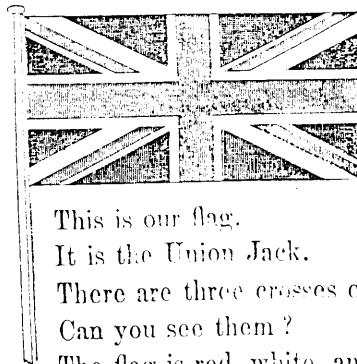 This is our flag.
It is the Union Jack.
There are three crosses
Can you see them ?
The flag is red, white,